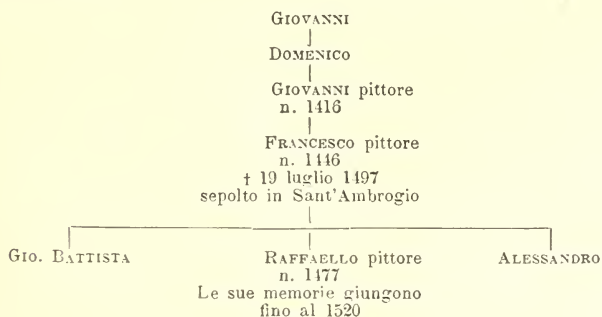 GIOVANNI
DOMENICO
GIOVANNI pittore
n. 1416
FRANCESCO pittore
n. 1446
† 19 luglio 1497
sepolto in Sant'Ambrogio
GIO. BATTISTA RAFFAELLO pittore ALESSANDRO
n. 1477
Le sue memorie giungono
fino al 1520